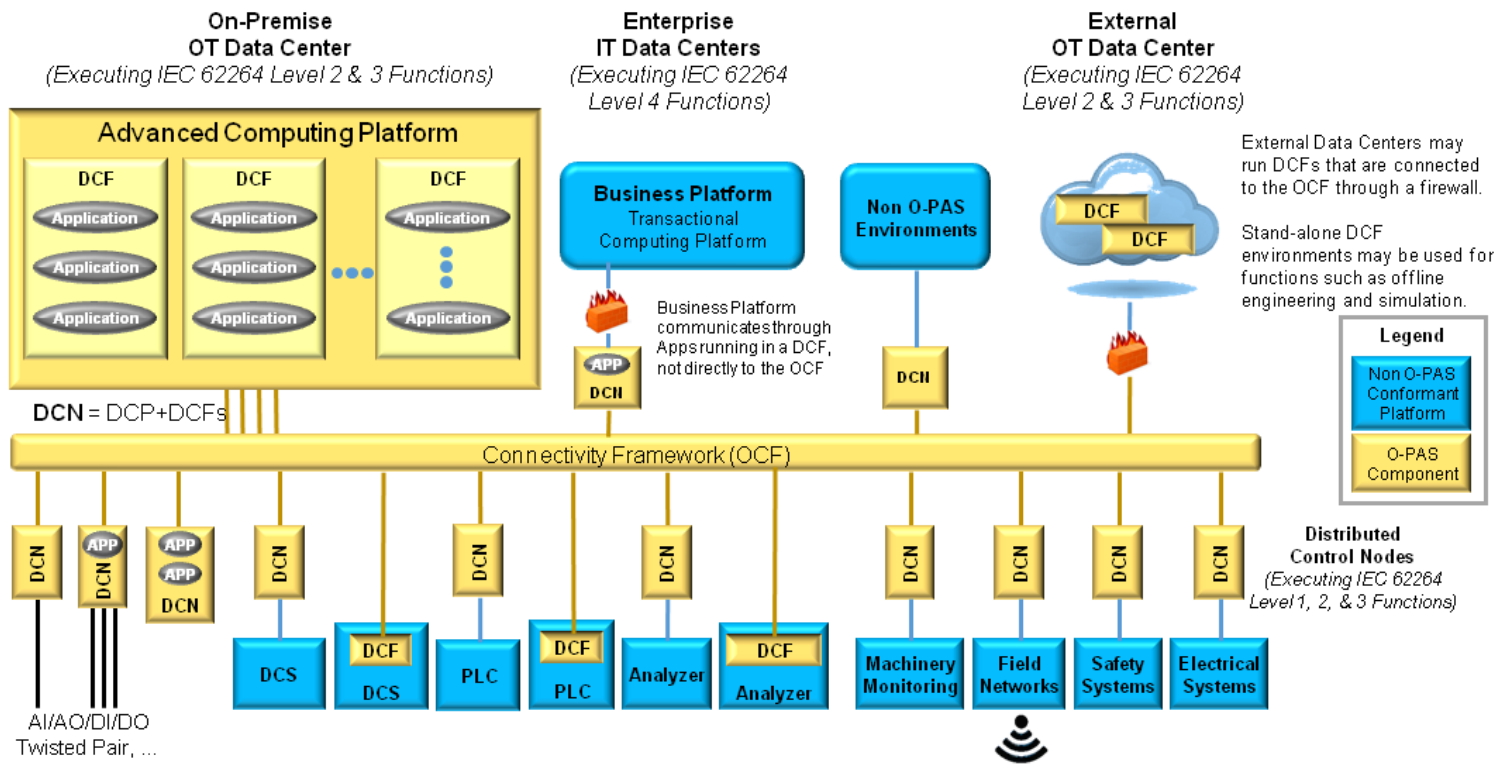 On-Premise
OT Data Center
(Executing IEC 62264 Level 2 & 3 Functions)
Enterprise
IT Data Centers
(Executing IEC 62264
Level 4 Functions)
External
OT Data Center
(Executing IEC 62264
Level 2 & 3 Functions)
Advanced Computing Platform
DCF
Application
Application
Application
DCF
Application
Application
Application
DCF
Application
Application
Business Platform
Transactional
Computing Platform
Non O-PAS
Environments
DCF
DCF
External Data Centers may
run DCFs that are connected
to the OCF through a firewall.
Stand-alone DCF
environments may be used for
functions such as offline
engineering and simulation.
Business Platform
communicates through
Apps running in a DCF,
not directly to the OCF
APP
DCN
DCN
Legend
Non O-PAS
Conformant
Platform
O-PAS
Component
DCN = DCP+DCFs
Connectivity Framework (OCF)
DCN
APP
DCN
APP
APP
DCN
DCN
DCS
DCF
DCS
DCN
PLC
DCF
PLC
DCN
Analyzer
DCF
Analyzer
DCN
Machinery
Monitoring
DCN
Field
Networks
DCN
Safety
Systems
DCN
Electrical
Systems
Distributed
Control Nodes
(Executing IEC 62264
Level 1, 2, & 3 Functions)
AI/AO/DI/DO
Twisted Pair, ...